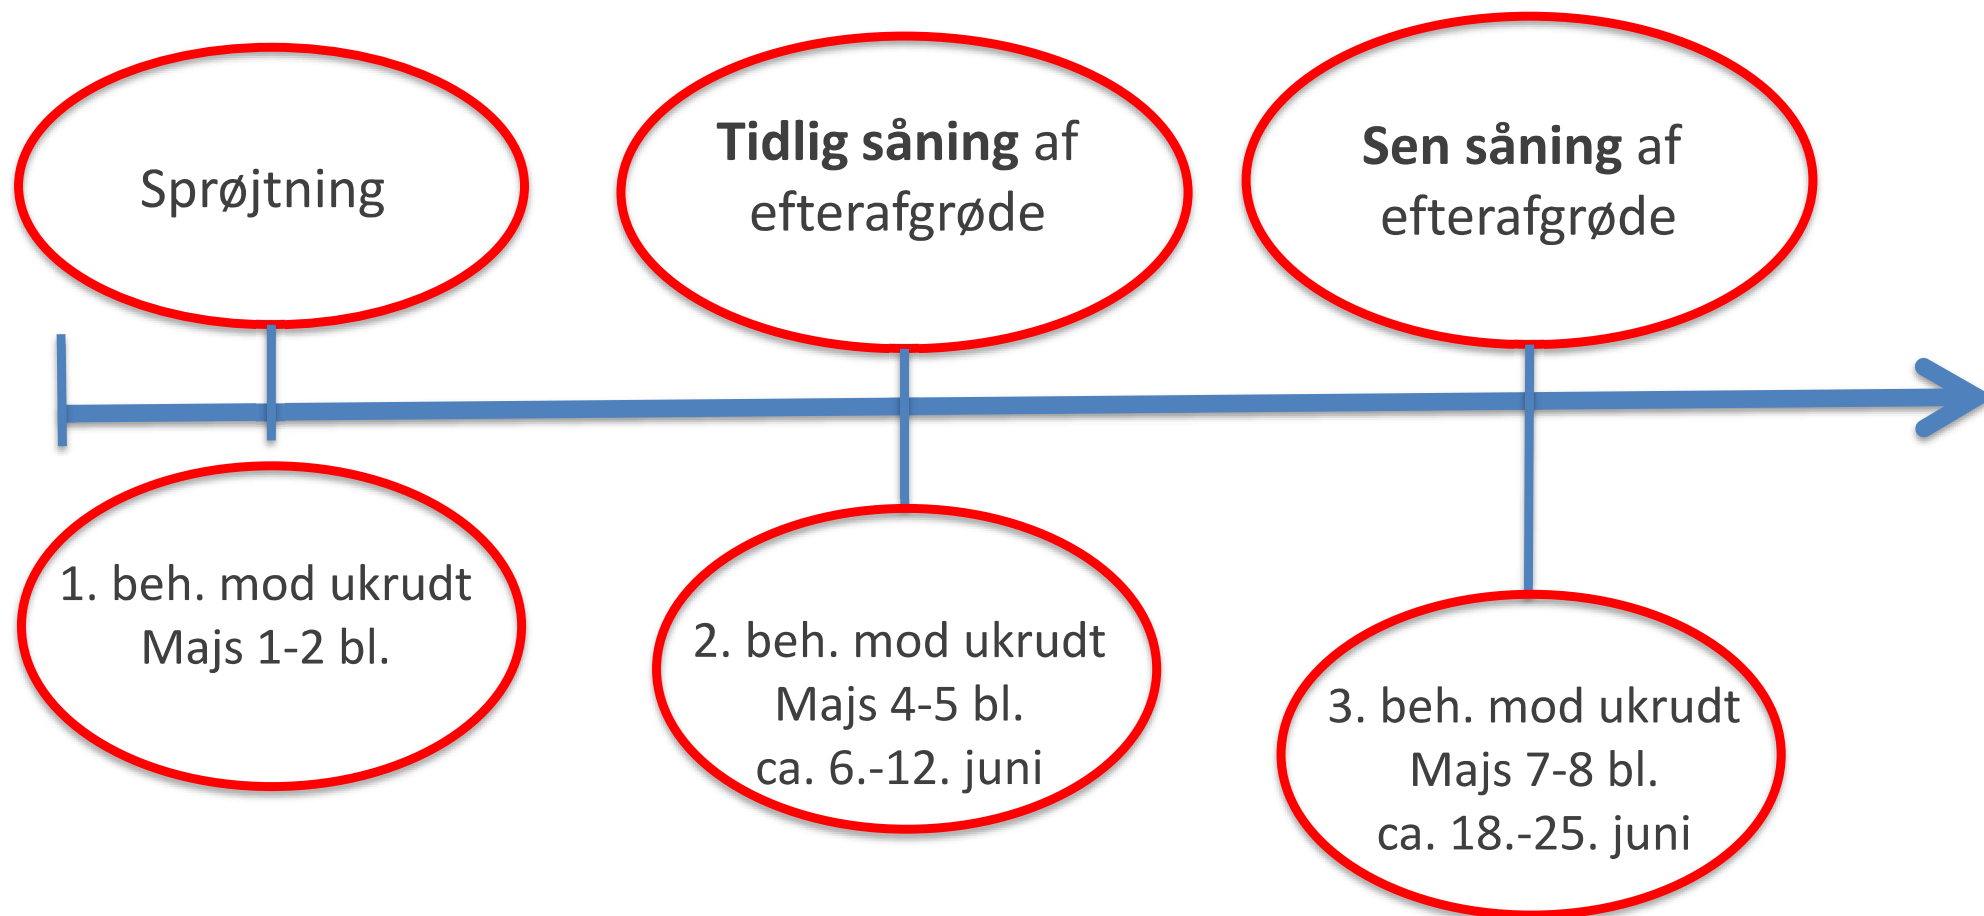 Sprøjtning
Tidlig såning af
efterafgrøde
Sen såning af
efterafgrøde
1. beh. mod ukrudt
Majs 1-2 bl.
2. beh. mod ukrudt
Majs 4-5 bl.
ca. 6.-12. juni
3. beh. mod ukrudt
Majs 7-8 bl.
ca. 18.-25. juni